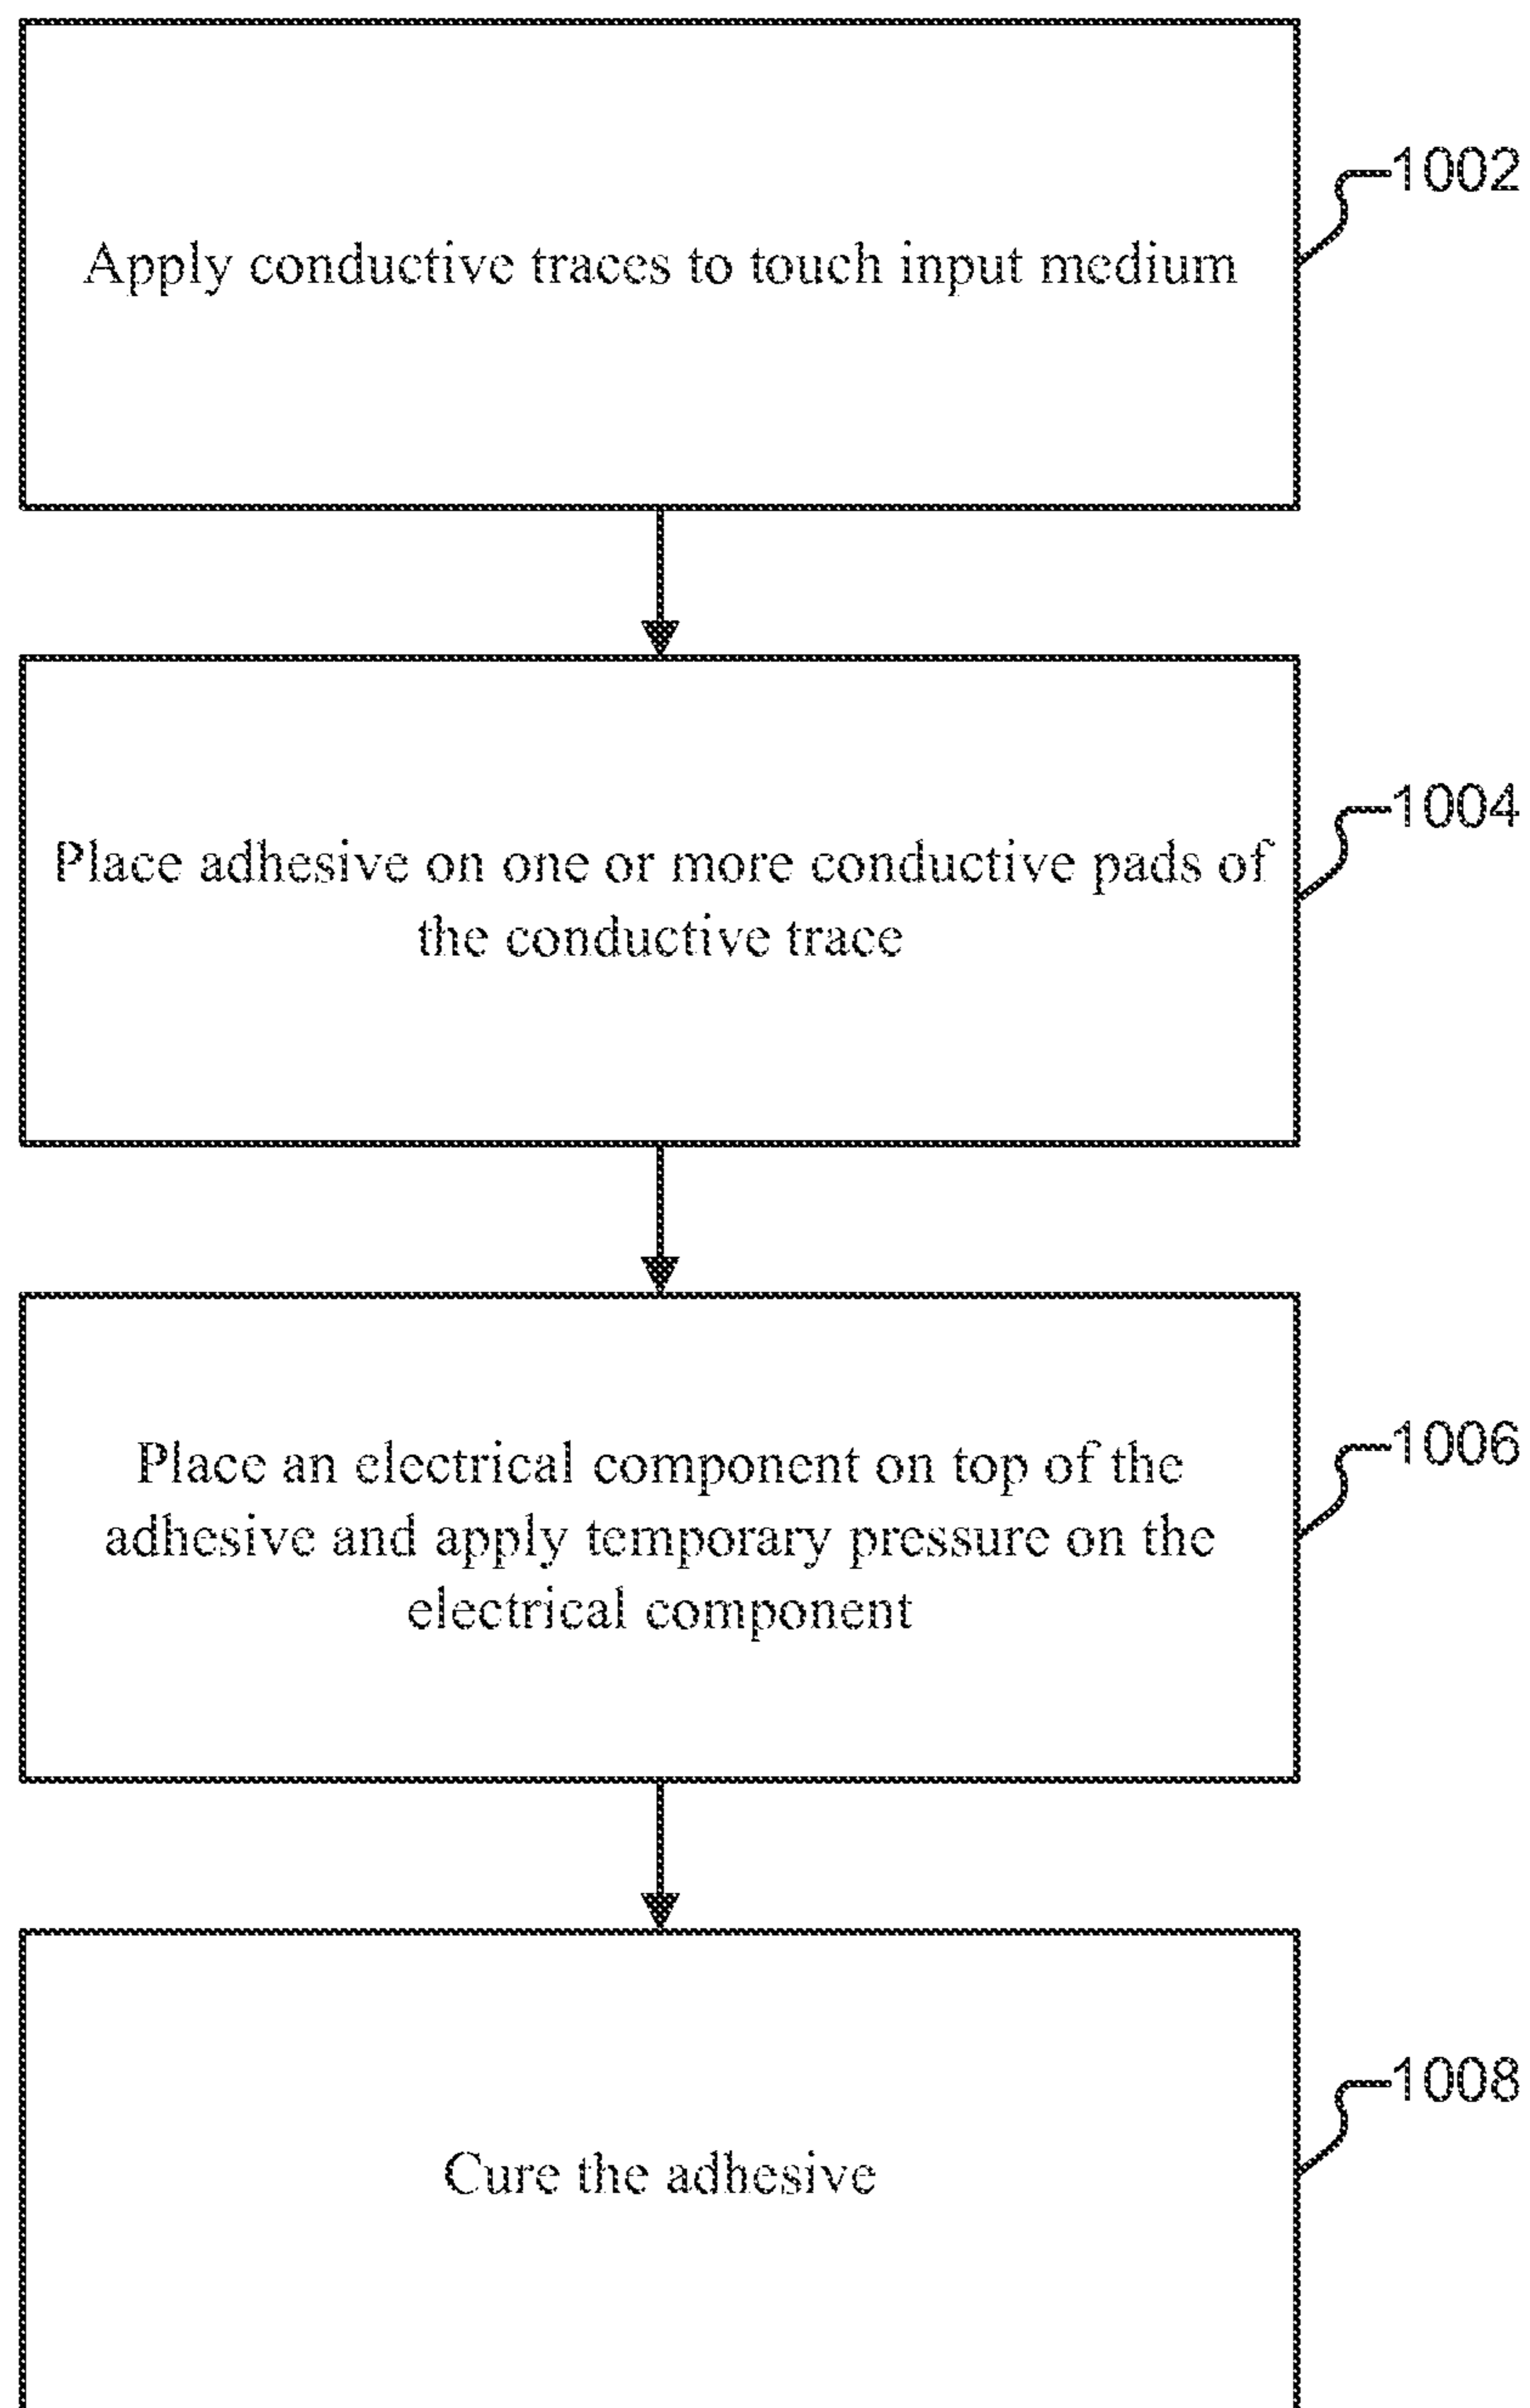 Apply conductive traces to touch input medium
1002
Place adhesive on one or more conductive pads of
the conductive trace
1004
Place an electrical component on top of the
adhesive and apply temporary pressure on the
electrical component
1006
Cure the adhesive
1008